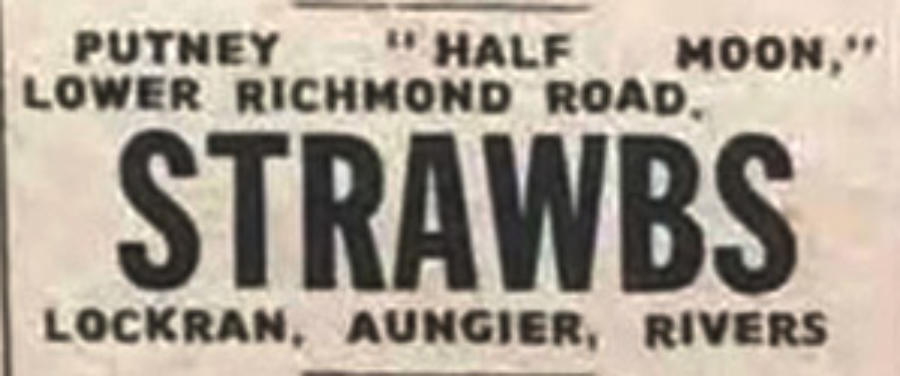 PUTNEY "HALF MOON,"
LOWER RICHMOND ROAD.
STRAWBS
LOCKRAN, AUNGIER, RIVERS